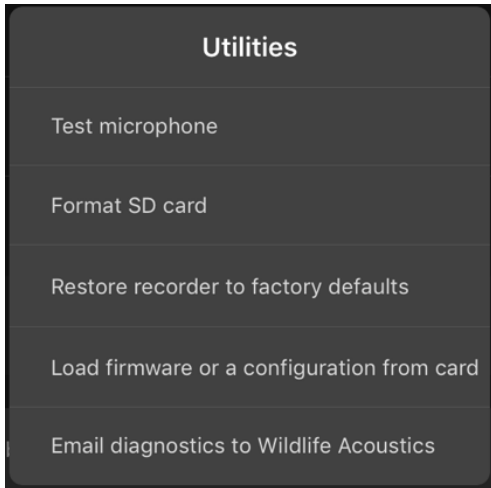 Utilities
Test microphone
Format SD card
Restore recorder to factory defaults
Load firmware or a configuration from card
Email diagnostics to Wildlife Acoustics